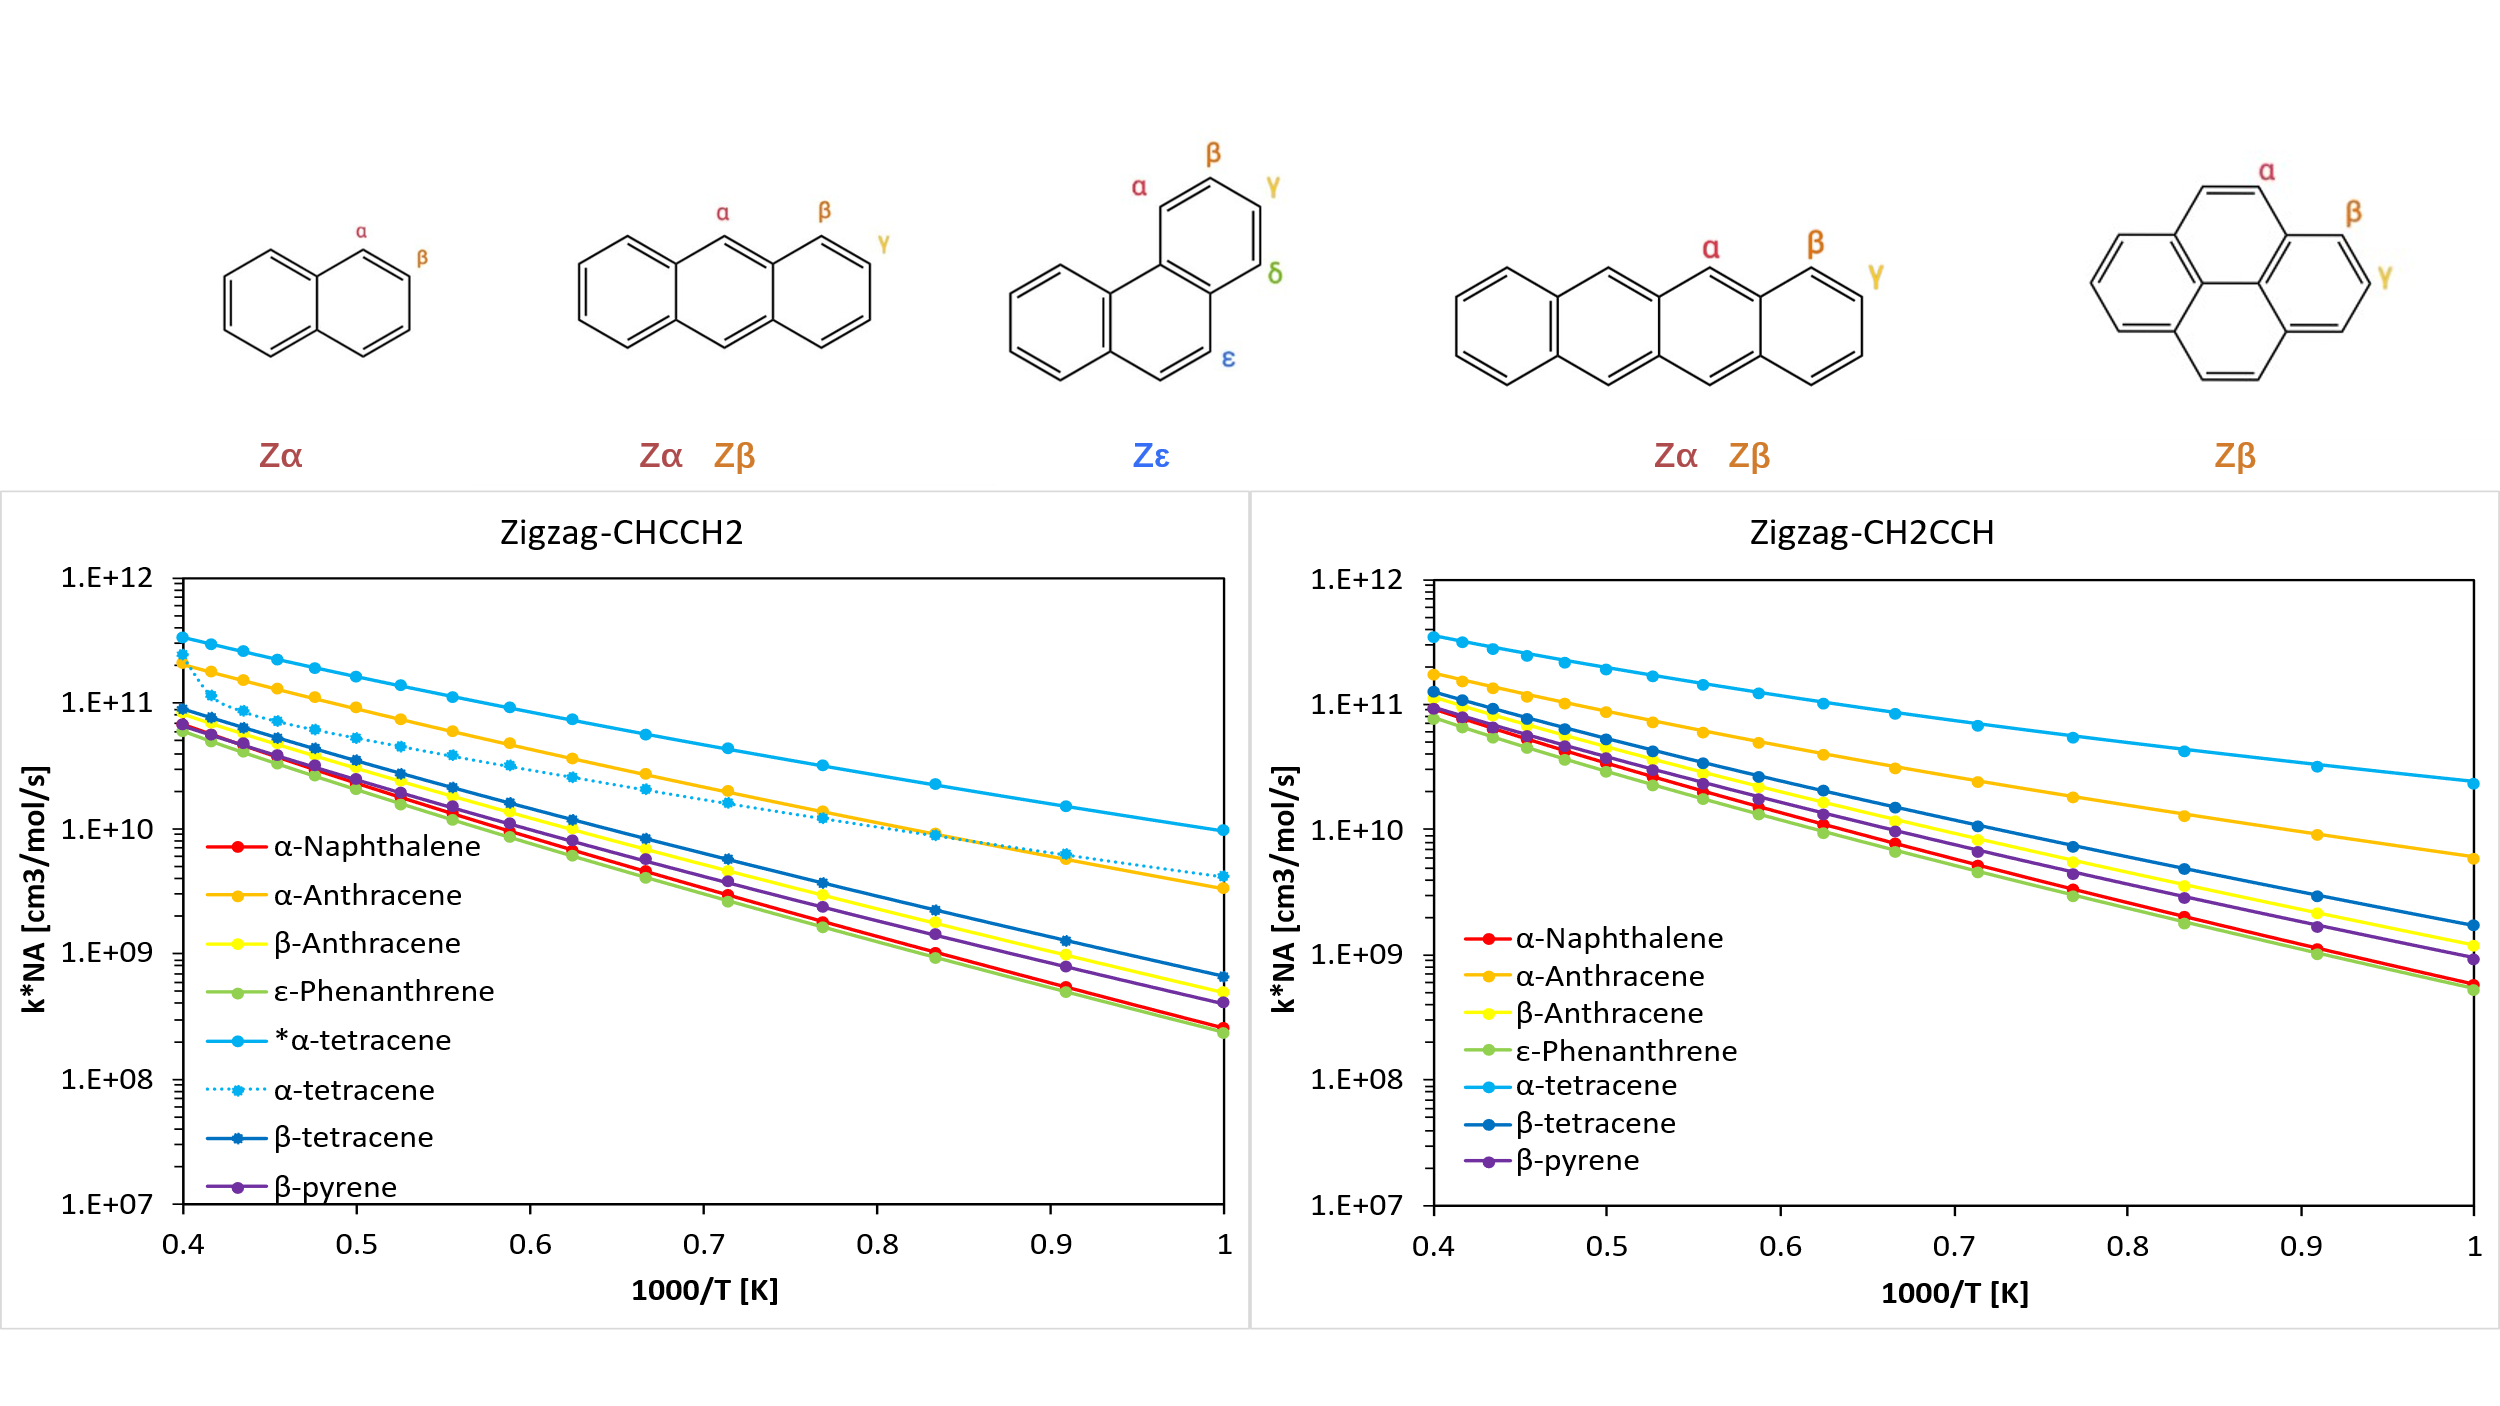 α
β
α
β
γ
α
β
γ
δ
ε
α
β
γ
α
β
γ
Zα
Zα Zβ
Zε
Zα Zβ
Zβ
Zigzag-CHCCH2
k*NA [cm3/mol/s]
1.E+12
1.E+11
1.E+10
1.E+09
1.E+08
1.E+07
α-Naphthalene
α-Anthracene
β-Anthracene
ε-Phenanthrene
*α-tetracene
α-tetracene
β-tetracene
β-pyrene
0.4 0.5 0.6 0.7 0.8 0.9 1
1000/T [K]
Zigzag-CH2CCH
k*NA [cm3/mol/s]
1.E+12
1.E+11
1.E+10
1.E+09
1.E+08
1.E+07
α-Naphthalene
α-Anthracene
β-Anthracene
ε-Phenanthrene
α-tetracene
β-tetracene
β-pyrene
0.4 0.5 0.6 0.7 0.8 0.9 1
1000/T [K]